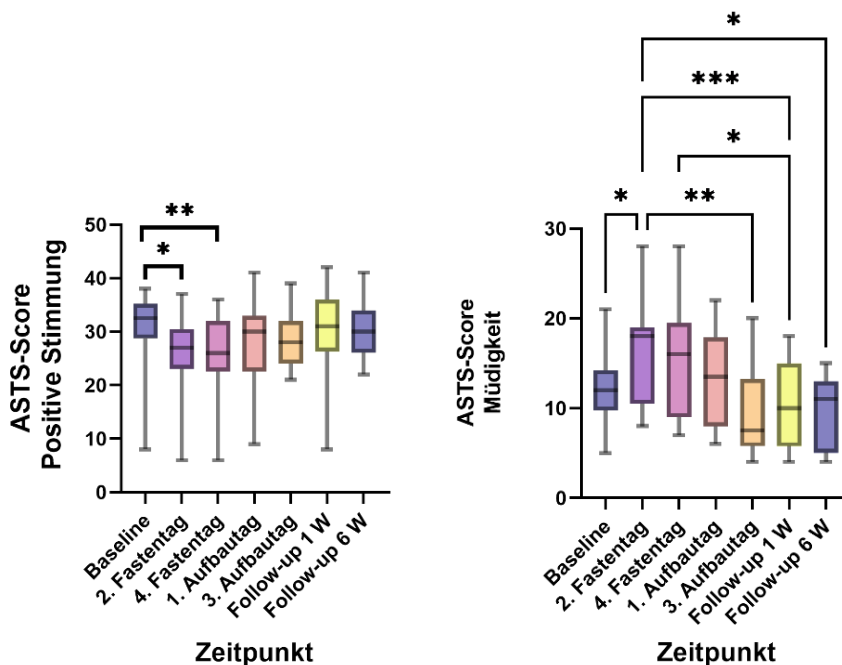 ASTS-Score
Positive Stimmung
50
40
30
20
10
0
**
*
Baseline
2. Fastentag
4. Fastentag
1. Aufbautag
3. Aufbautag
Follow-up 1 W
Follow-up 6 W
Zeitpunkt
ASTS-Score
Müdigkeit
30
20
10
0
*
***
*
*
**
Baseline
2. Fastentag
4. Fastentag
1. Aufbautag
3. Aufbautag
Follow-up 1 W
Follow-up 6 W
Zeitpunkt